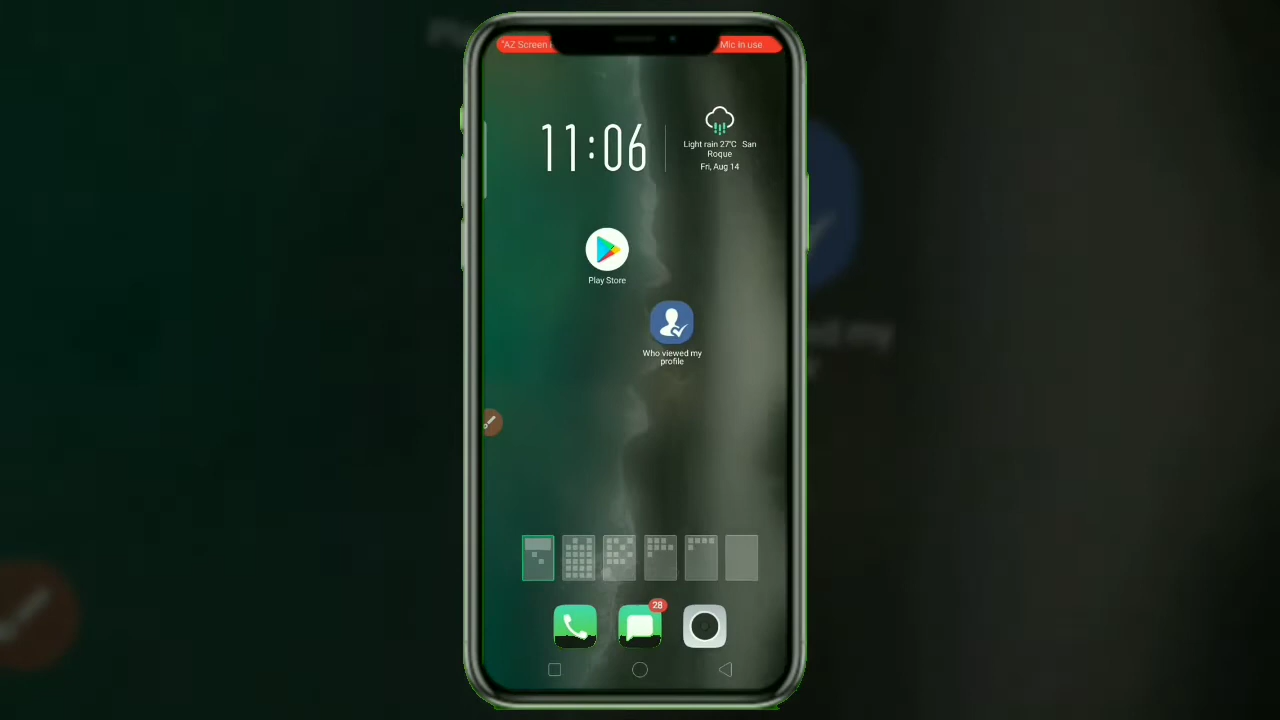 "AZ Screen
Mic in use
11:06
Light rain 27°C San
Roque
Fri, Aug 14
Play Store
Who viewed my
profile
28